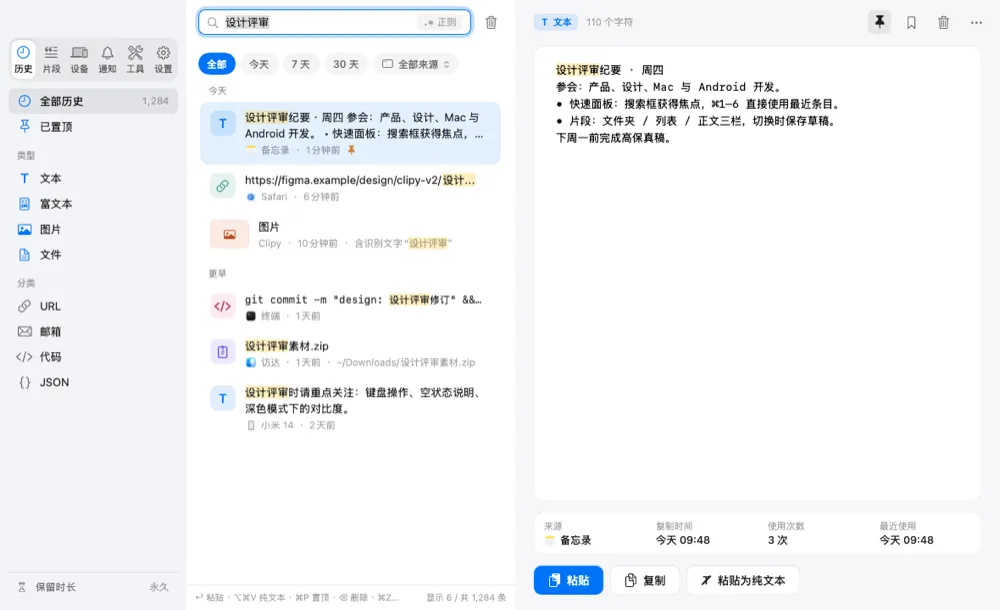 历史 片段 设备 通知 工具 设置
全部历史 1,284
已置顶
类型
文本
富文本
图片
文件
分类
URL
邮箱
代码
JSON
保留时长 永久
设计评审 .* 正则
全部 今天 7 天 30 天 全部来源
今天
设计评审纪要 · 周四 参会：产品、设计、Mac 与
Android 开发。 • 快速面板：搜索框获得焦点，…
备忘录 · 1分钟前
https://figma.example/design/clipy-v2/设计…
Safari · 6分钟前
图片
Clipy · 10分钟前 · 含识别文字“设计评审”
更早
git commit -m "design: 设计评审修订" &&…
终端 · 1天前
设计评审素材.zip
访达 · 1天前 · ~/Downloads/设计评审素材.zip
设计评审时请重点关注：键盘操作、空状态说明、
深色模式下的对比度。
小米 14 · 2天前
↩ 粘贴 · ⌥⌘V 纯文本 · ⌘P 置顶 · ⌫ 删除 · ⌘Z… 显示 6 / 共 1,284 条
T 文本 110 个字符
设计评审纪要 · 周四
参会：产品、设计、Mac 与 Android 开发。
• 快速面板：搜索框获得焦点，⌘1–6 直接使用最近条目。
• 片段：文件夹 / 列表 / 正文三栏，切换时保存草稿。
下周一前完成高保真稿。
来源 复制时间 使用次数 最近使用
备忘录 今天 09:48 3 次 今天 09:48
粘贴 复制 粘贴为纯文本